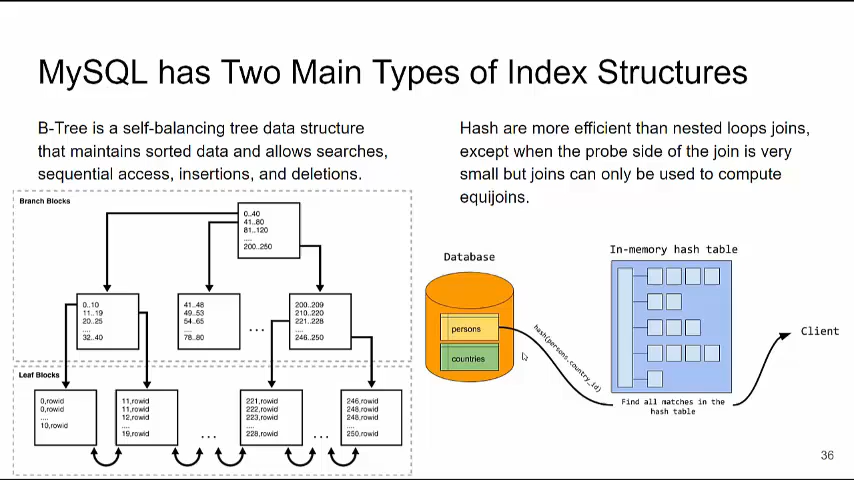 MySQL has Two Main Types of Index Structures
B-Tree is a self-balancing tree data structure
that maintains sorted data and allows searches,
sequential access, insertions, and deletions.
Hash are more efficient than nested loops joins,
except when the probe side of the join is very
small but joins can only be used to compute
equijoins.
Branch Blocks
0..40
41..80
81..120
....
200..250
0..10
11..19
20..25
....
32..40
41..48
49..53
54..65
....
78..80
...
200..209
210..220
221..228
....
246..250
Leaf Blocks
0,rowid
0,rowid
....
10,rowid
11,rowid
11,rowid
12,rowid
....
19,rowid
...
221,rowid
222,rowid
223,rowid
....
228,rowid
...
246,rowid
248,rowid
248,rowid
....
250,rowid
Database
persons
countries
hash(persons.country_id)
In-memory hash table
Find all matches in the
hash table
Client
36